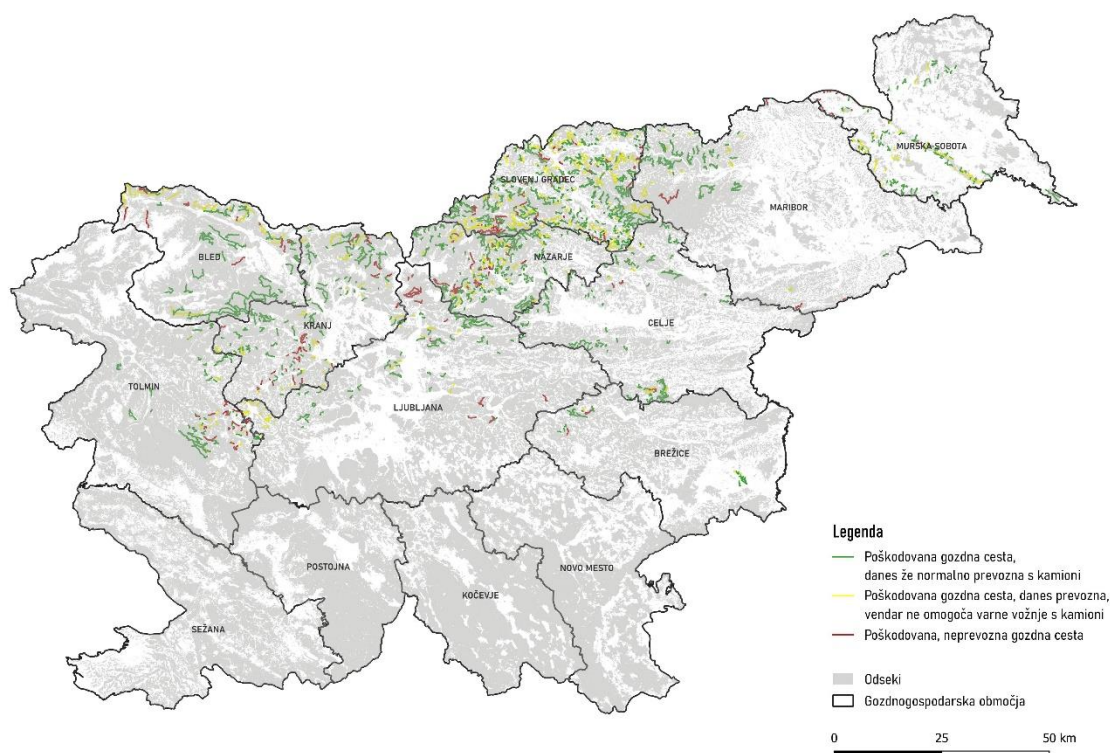 MURSKA SOBOTA
SLOVENJ GRADEC
MARIBOR
BLED
NAZARJE
KRANJ
CELJE
TOLMIN
LJUBLJANA
BREŽICE
POSTOJNA
NOVO MESTO
KOČEVJE
SEŽANA
Legenda
Poškodovana gozdna cesta,
danes že normalno prevozna s kamioni
Poškodovana gozdna cesta, danes prevozna,
vendar ne omogoča varne vožnje s kamioni
Poškodovana, neprevozna gozdna cesta
Odseki
Gozdnogospodarska območja
0 25 50 km